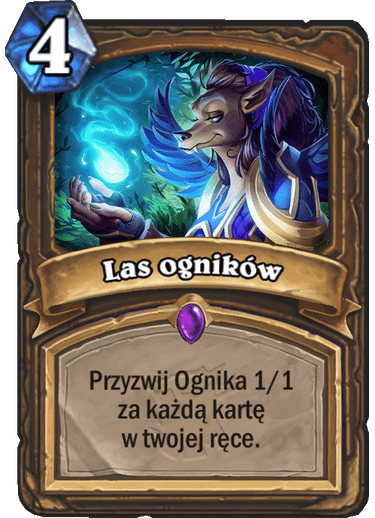 4
Las ogników
Przyzwij Ognika 1/1
za każdą kartę
w twojej ręce.